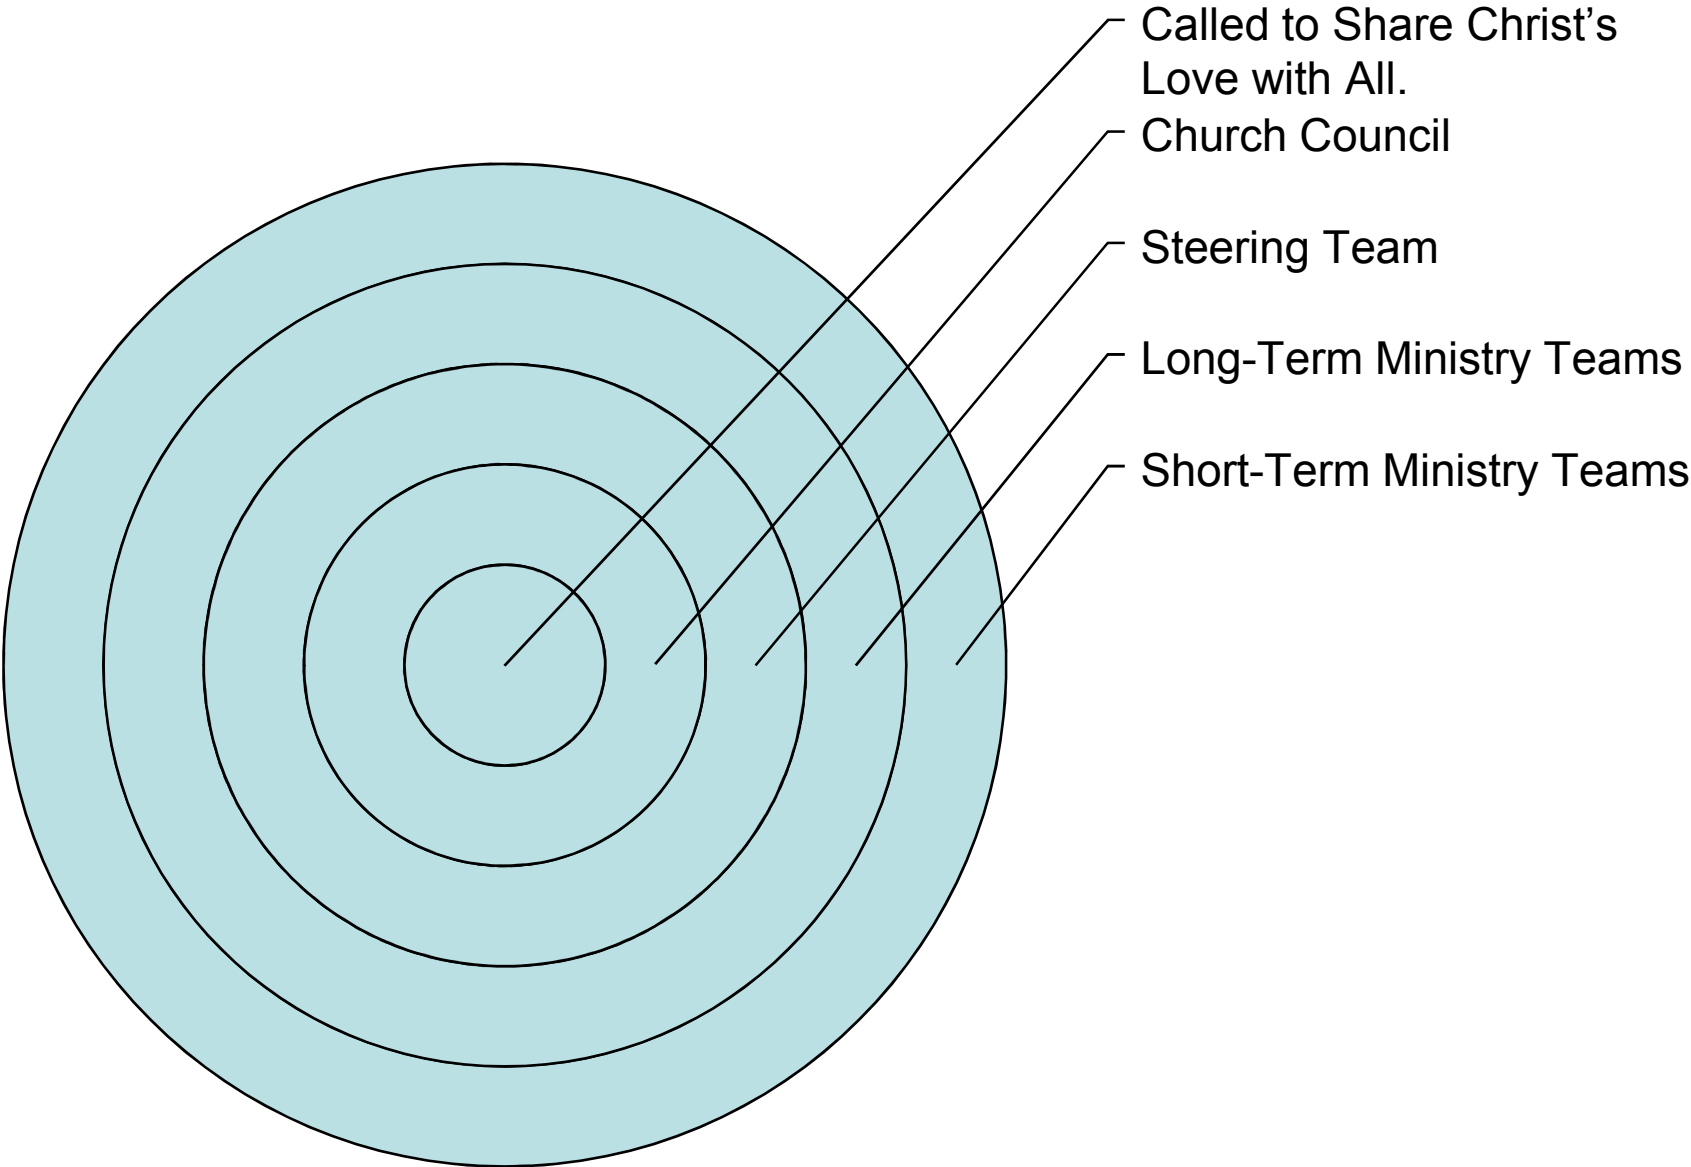 Called to Share Christ’s
Love with All.
Church Council
Steering Team
Long-Term Ministry Teams
Short-Term Ministry Teams